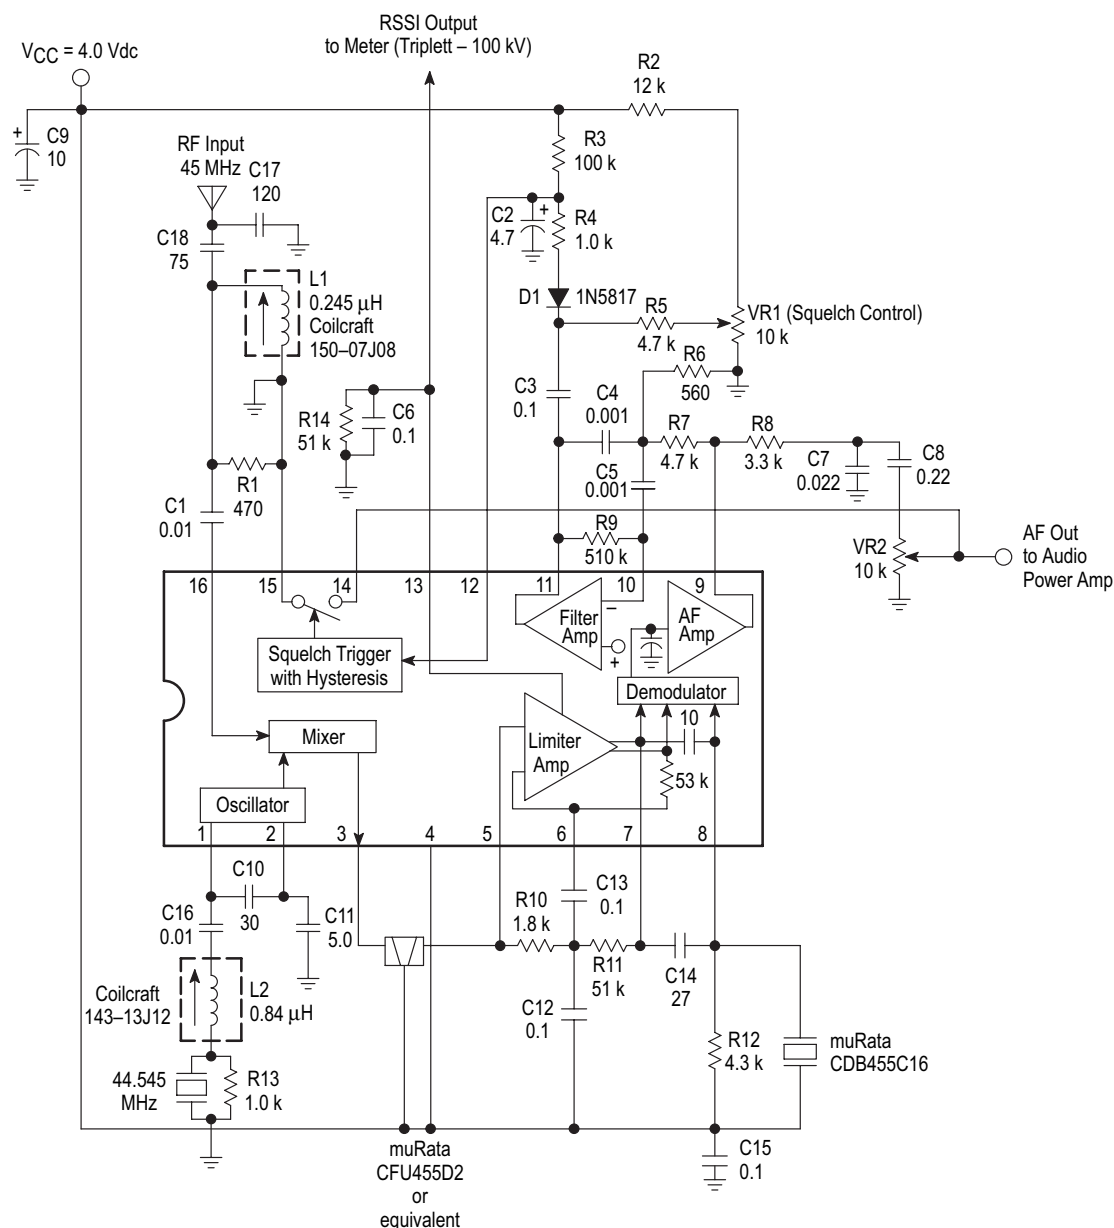 RSSI Output
to Meter (Triplett – 100 kV)
VCC = 4.0 Vdc
R2
12 k
+
C9
10
RF Input
45 MHz
C17
120
R3
100 k
C2
4.7
+
R4
1.0 k
C18
75
L1
0.245 μH
Coilcraft
150–07J08
D1
1N5817
R5
4.7 k
VR1 (Squelch Control)
10 k
R6
560
C3
0.1
C4
0.001
R14
51 k
C6
0.1
R7
4.7 k
R8
3.3 k
C7
0.022
C8
0.22
C5
0.001
R1
470
C1
0.01
R9
510 k
VR2
10 k
AF Out
to Audio
Power Amp
16
15
14
13
12
11
10
9
Filter
Amp
–
+
AF
Amp
Squelch Trigger
with Hysteresis
Demodulator
10
Mixer
Limiter
Amp
53 k
Oscillator
1
2
3
4
5
6
7
8
C10
30
C16
0.01
C11
5.0
C13
0.1
R10
1.8 k
R11
51 k
C14
27
Coilcraft
143–13J12
L2
0.84 μH
C12
0.1
R12
4.3 k
muRata
CDB455C16
44.545
MHz
R13
1.0 k
muRata
CFU455D2
or
equivalent
C15
0.1